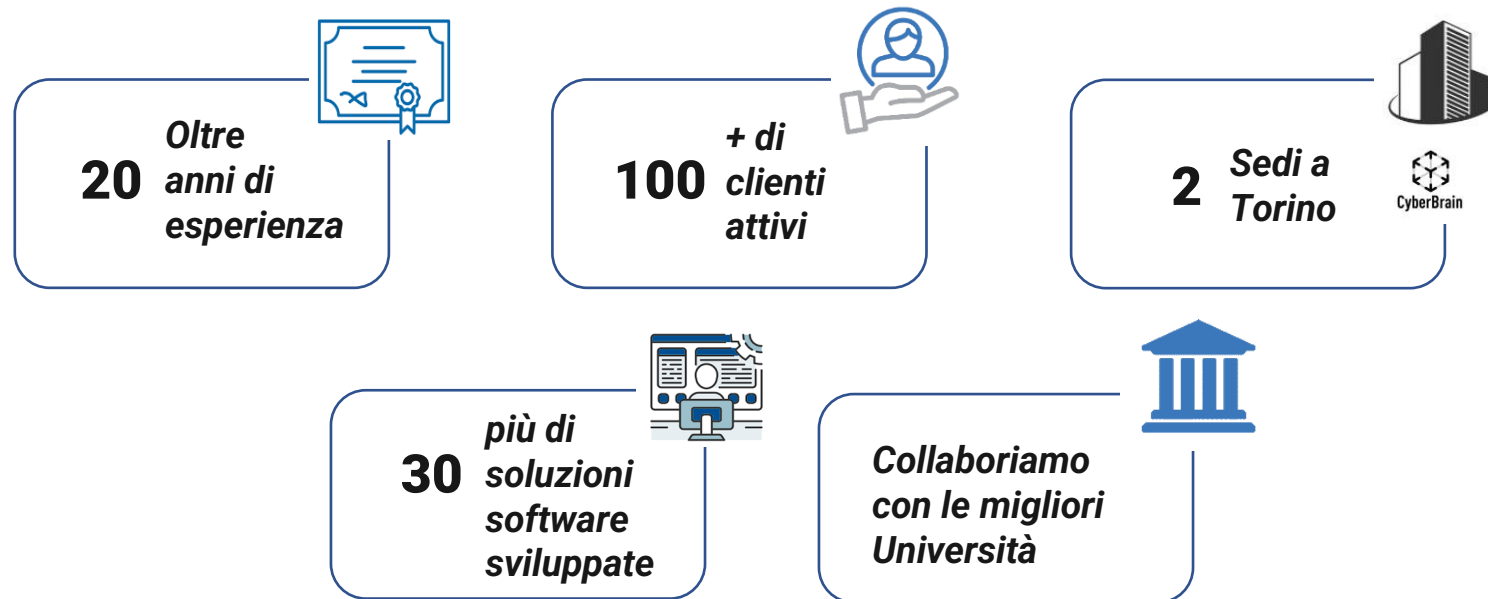 Oltre
20 anni di
esperienza
+ di
100 clienti
attivi
2 Sedi a
Torino
CyberBrain
più di
30 soluzioni
software
sviluppate
Collaboriamo
con le migliori
Università